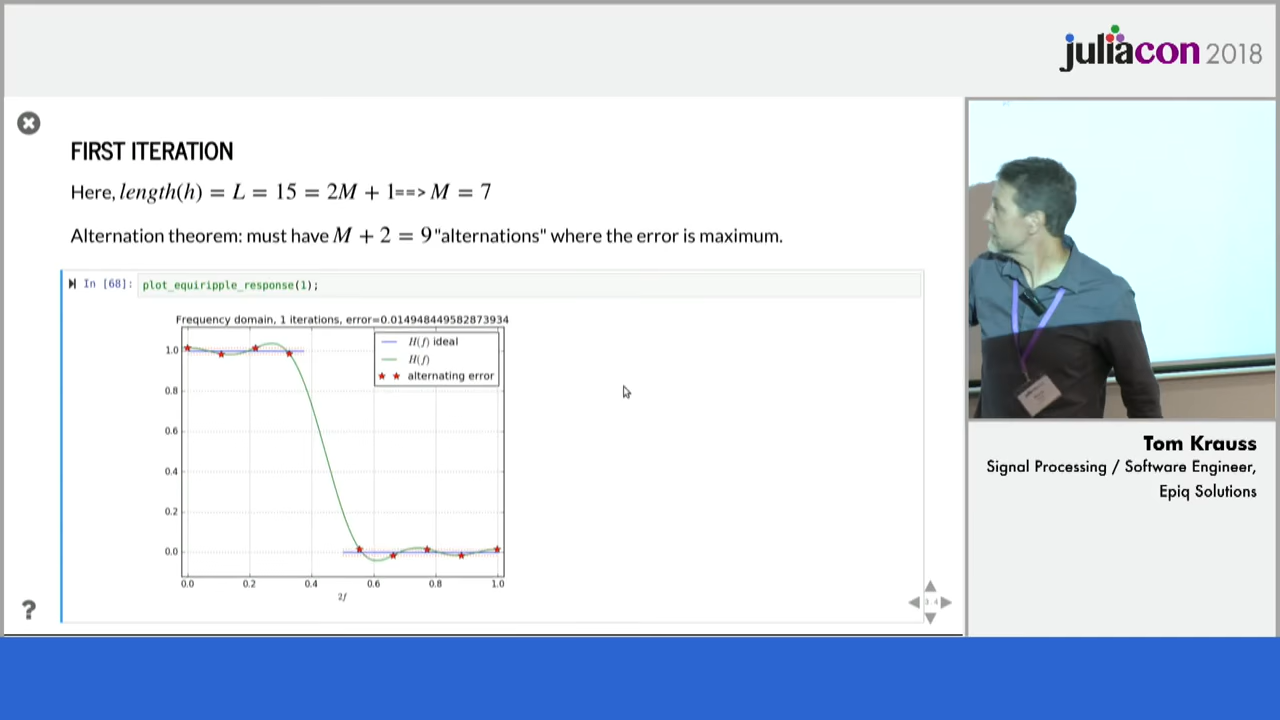 juliacon 2018
FIRST ITERATION
Here, length(h) = L = 15 = 2M + 1==> M = 7
Alternation theorem: must have M + 2 = 9 "alternations" where the error is maximum.
In [68]: plot_equiripple_response(1);
Frequency domain, 1 iterations, error=0.014948449582873934
H(f) ideal
H(f)
alternating error
1.0
0.8
0.6
0.4
0.2
0.0
0.0 0.2 0.4 0.6 0.8 1.0
2f
?
Tom Krauss
Signal Processing / Software Engineer,
Epiq Solutions